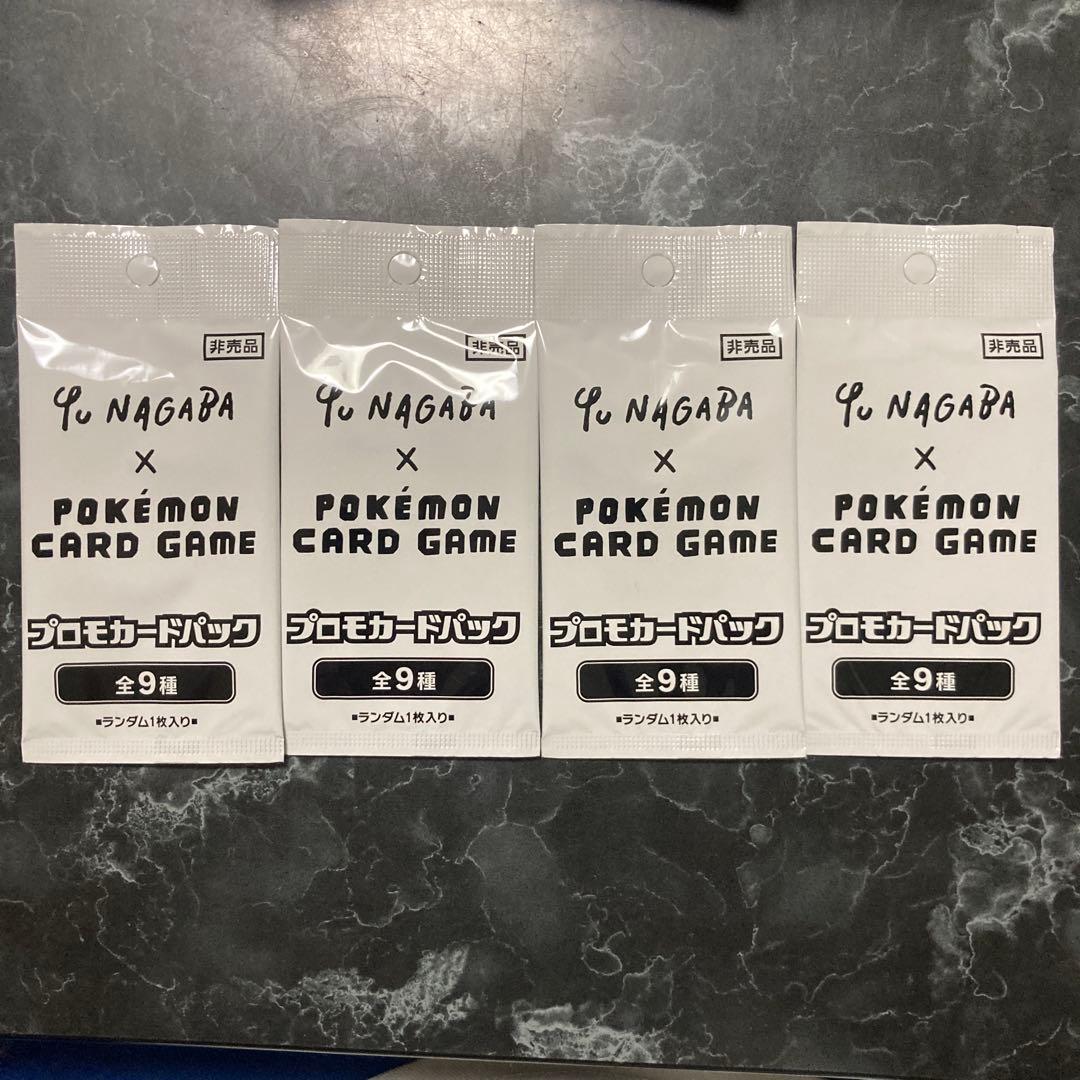 非売品
Yu NAGABA
×
POKÉMON
CARD GAME
プロモカードパック
全9種
■ランダム1枚入り■
非売品
Yu NAGABA
×
POKÉMON
CARD GAME
プロモカードパック
全9種
■ランダム1枚入り■
非売品
Yu NAGABA
×
POKÉMON
CARD GAME
プロモカードパック
全9種
■ランダム1枚入り■
非売品
Yu NAGABA
×
POKÉMON
CARD GAME
プロモカードパック
全9種
■ランダム1枚入り■